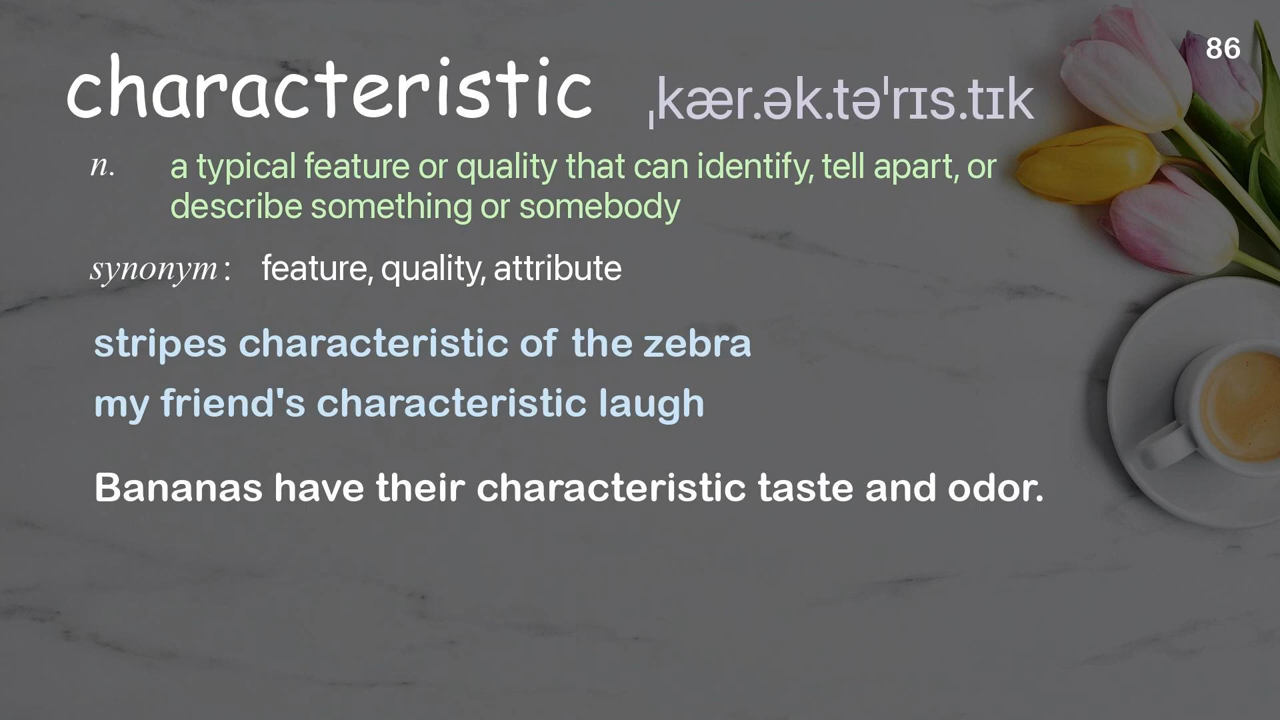 86
characteristic ˌkær.ək.təˈrɪs.tɪk
n. a typical feature or quality that can identify, tell apart, or
describe something or somebody
synonym: feature, quality, attribute
stripes characteristic of the zebra
my friend's characteristic laugh
Bananas have their characteristic taste and odor.